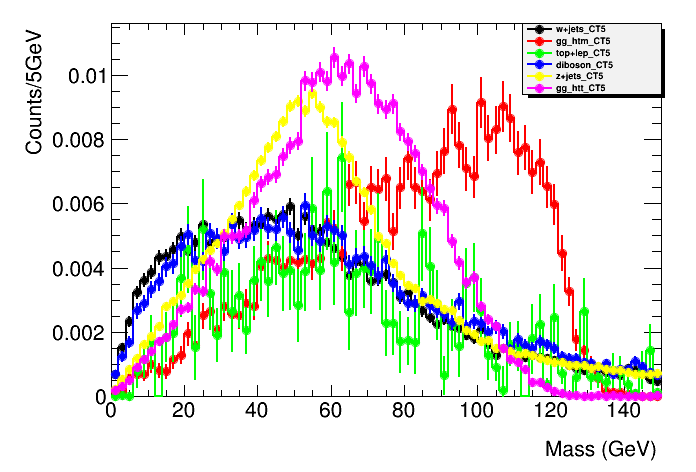 Counts/5GeV
0.01
0.008
0.006
0.004
0.002
0
0 20 40 60 80 100 120 140
Mass (GeV)
w+jets_CT5
gg_htm_CT5
top+lep_CT5
diboson_CT5
z+jets_CT5
gg_htt_CT5